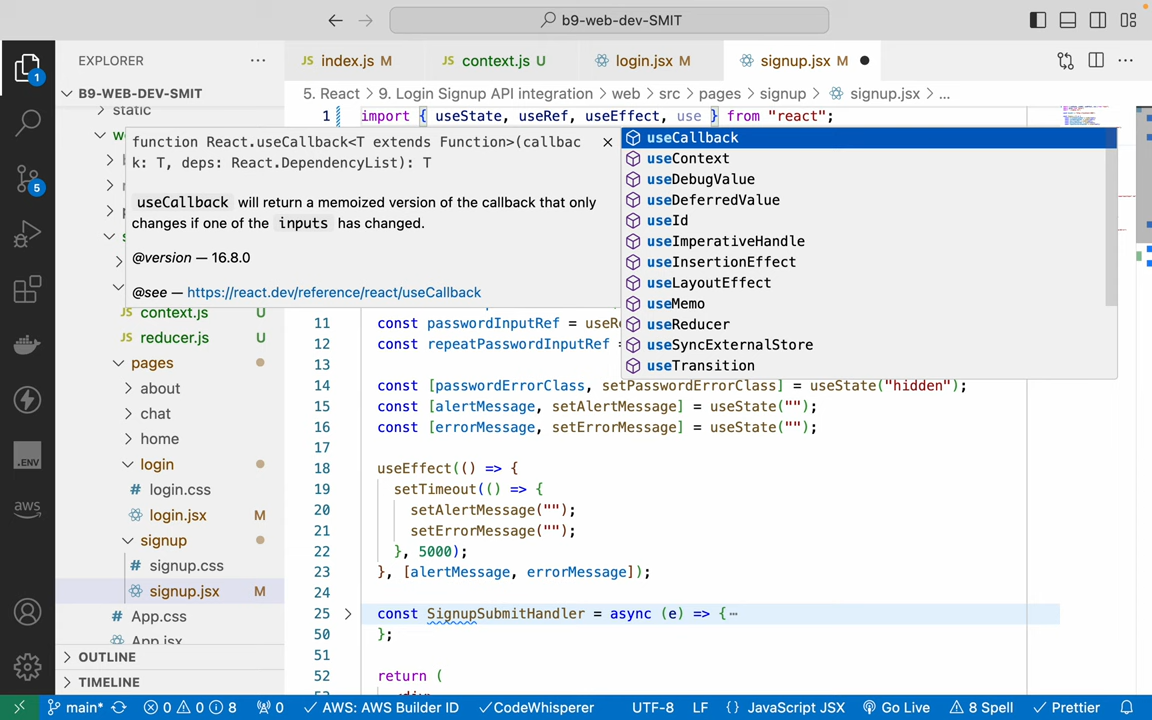 b9-web-dev-SMIT
EXPLORER
JS index.js M
JS context.js U
login.jsx M
signup.jsx M
B9-WEB-DEV-SMIT
5. React > 9. Login Signup API integration > web > src > pages > signup > signup.jsx > ...
static
1 import { useState, useRef, useEffect, use } from "react";
function React.useCallback<T extends Function>(callbac
k: T, deps: React.DependencyList): T
useCallback will return a memoized version of the callback that only
changes if one of the inputs has changed.
@version — 16.8.0
@see — https://react.dev/reference/react/useCallback
useCallback
useContext
useDebugValue
useDeferredValue
useId
useImperativeHandle
useInsertionEffect
useLayoutEffect
useMemo
useReducer
useSyncExternalStore
useTransition
JS context.js U
JS reducer.js U
pages
about
chat
home
login
# login.css
login.jsx M
signup
# signup.css
signup.jsx M
# App.css
App.jsx
OUTLINE
TIMELINE
11 const passwordInputRef = useRe
12 const repeatPasswordInputRef =
13
14 const [passwordErrorClass, setPasswordErrorClass] = useState("hidden");
15 const [alertMessage, setAlertMessage] = useState("");
16 const [errorMessage, setErrorMessage] = useState("");
17
18 useEffect(() => {
19 setTimeout(() => {
20 setAlertMessage("");
21 setErrorMessage("");
22 }, 5000);
23 }, [alertMessage, errorMessage]);
24
25 const SignupSubmitHandler = async (e) => {⋯
50 };
51
52 return (
1
5
.ENV
aws
main* 0 0 8 0 AWS: AWS Builder ID CodeWhisperer UTF-8 LF {} JavaScript JSX Go Live 8 Spell Prettier